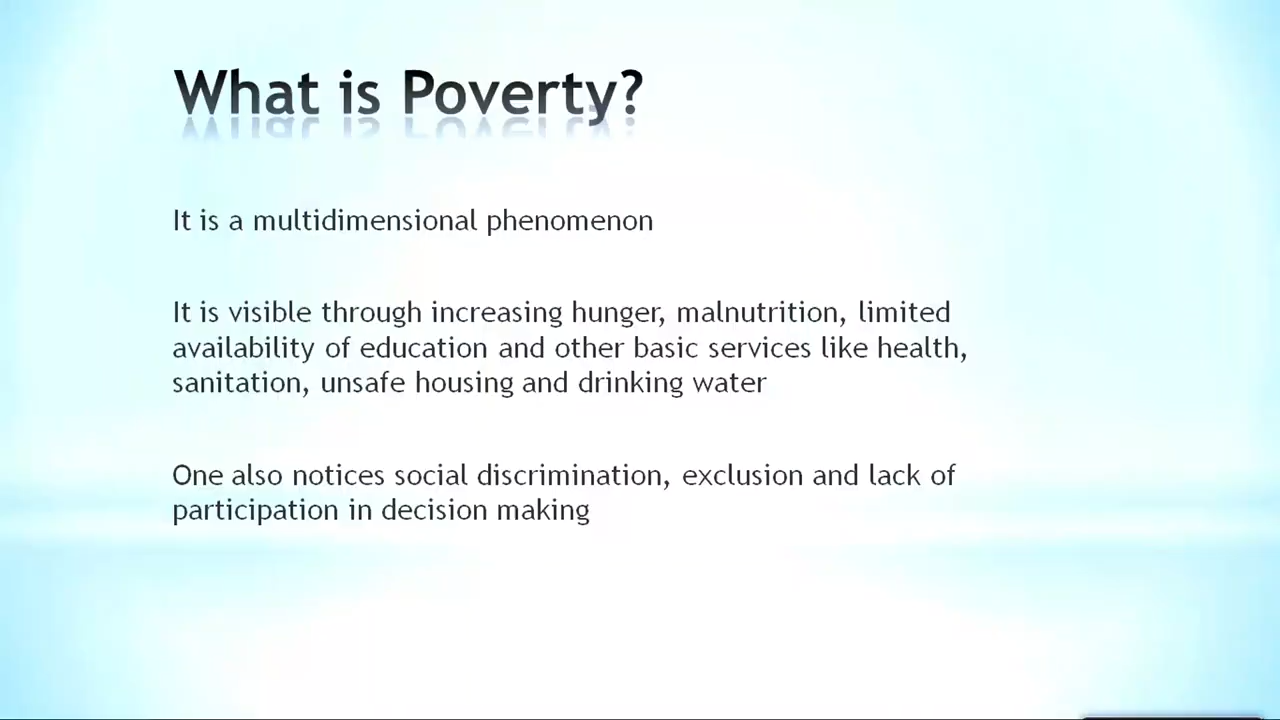 What is Poverty?
It is a multidimensional phenomenon
It is visible through increasing hunger, malnutrition, limited
availability of education and other basic services like health,
sanitation, unsafe housing and drinking water
One also notices social discrimination, exclusion and lack of
participation in decision making